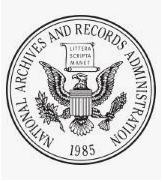 NATIONAL ARCHIVES AND RECORDS ADMINISTRATION
LITTERA
SCRIPTA
MANET
1985